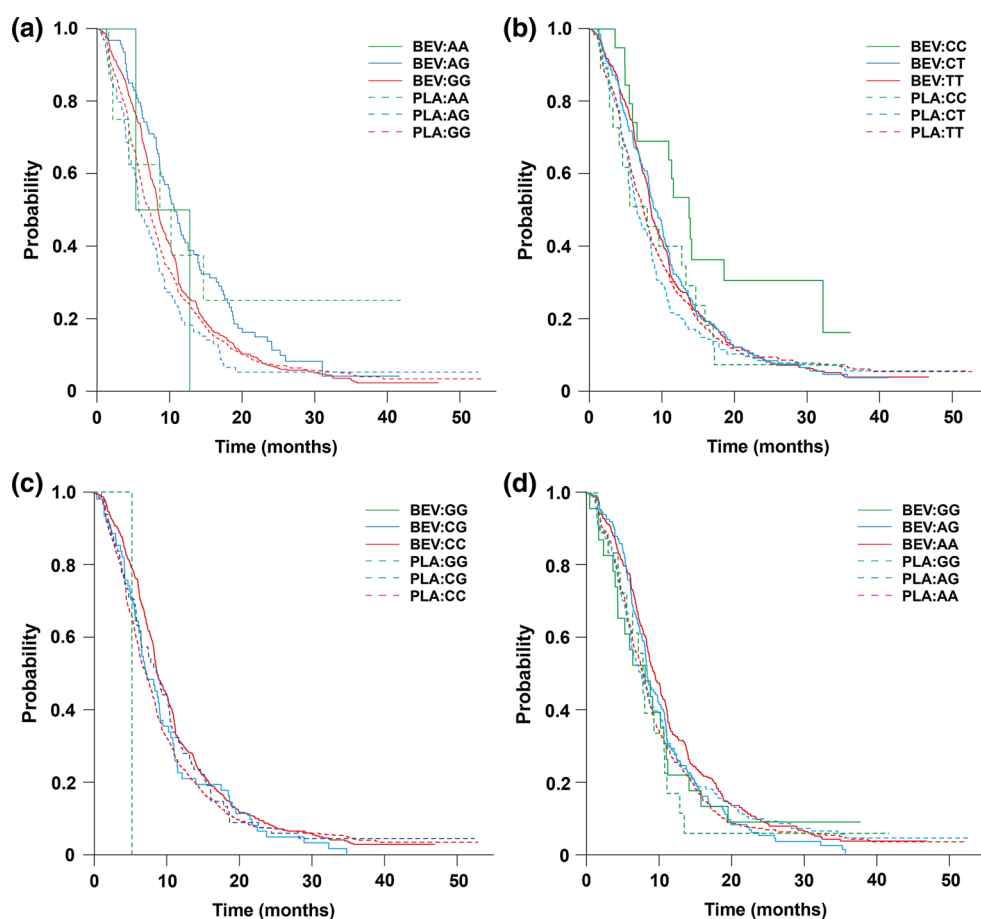 (a)
1.0
0.8
0.6
0.4
0.2
0
Probability
0
10
20
30
40
50
Time (months)
BEV:AA
BEV:AG
BEV:GG
PLA:AA
PLA:AG
PLA:GG
(b)
1.0
0.8
0.6
0.4
0.2
0
Probability
0
10
20
30
40
50
Time (months)
BEV:CC
BEV:CT
BEV:TT
PLA:CC
PLA:CT
PLA:TT
(c)
1.0
0.8
0.6
0.4
0.2
0
Probability
0
10
20
30
40
50
Time (months)
BEV:GG
BEV:CG
BEV:CC
PLA:GG
PLA:CG
PLA:CC
(d)
1.0
0.8
0.6
0.4
0.2
0
Probability
0
10
20
30
40
50
Time (months)
BEV:GG
BEV:AG
BEV:AA
PLA:GG
PLA:AG
PLA:AA